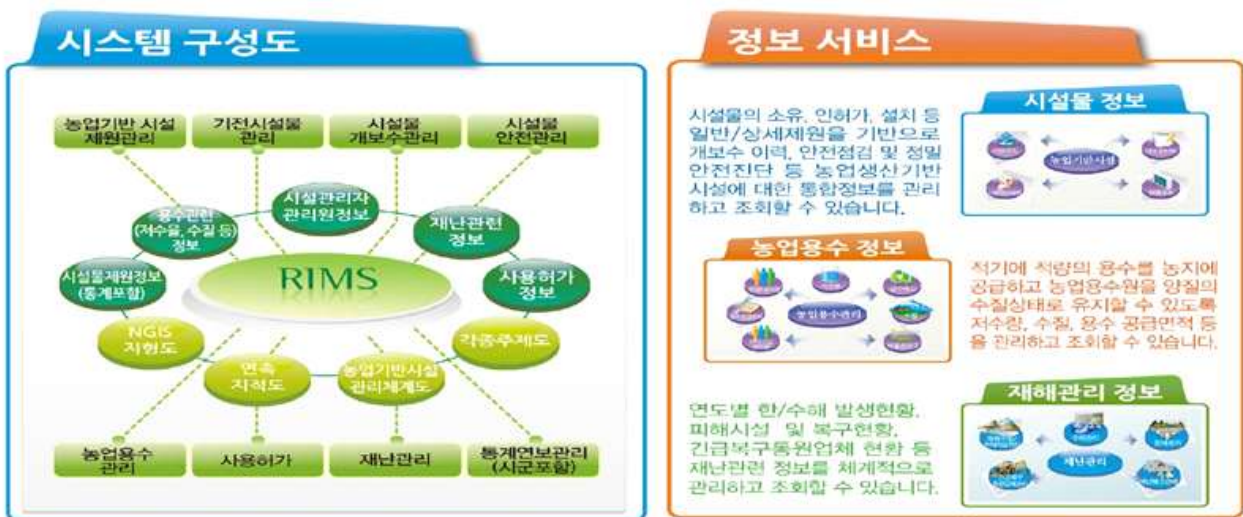 시스템 구성도
농업기반 시설
제원관리
기전시설물
관리
시설물
개보수관리
시설물
안전관리
시설관리자
관리원정보
용수관련
(저수율, 수질 등)
정보
재난관련
정보
시설물제원정보
(통계포함)
RIMS
사용허가
정보
NGIS
지형도
각종주제도
연속
지적도
농업기반시설
관리체계도
농업용수
관리
사용허가
재난관리
통계연보관리
(시군포함)
정보 서비스
시설물의 소유, 인허가, 설치 등
일반/상세제원을 기반으로
개보수 이력, 안전점검 및 정밀
안전진단 등 농업생산기반
시설에 대한 통합정보를 관리
하고 조회할 수 있습니다.
시설물 정보
농업기반시설
농업용수 정보
농업용수관리
적기에 적량의 용수를 농지에
공급하고 농업용수원을 양질의
수질상태로 유지할 수 있도록
저수량, 수질, 용수 공급면적 등
을 관리하고 조회할 수 있습니다.
연도별 한/수해 발생현황,
피해시설 및 복구현황,
긴급복구동원업체 현황 등
재난관련 정보를 체계적으로
관리하고 조회할 수 있습니다.
재해관리 정보
재난관리